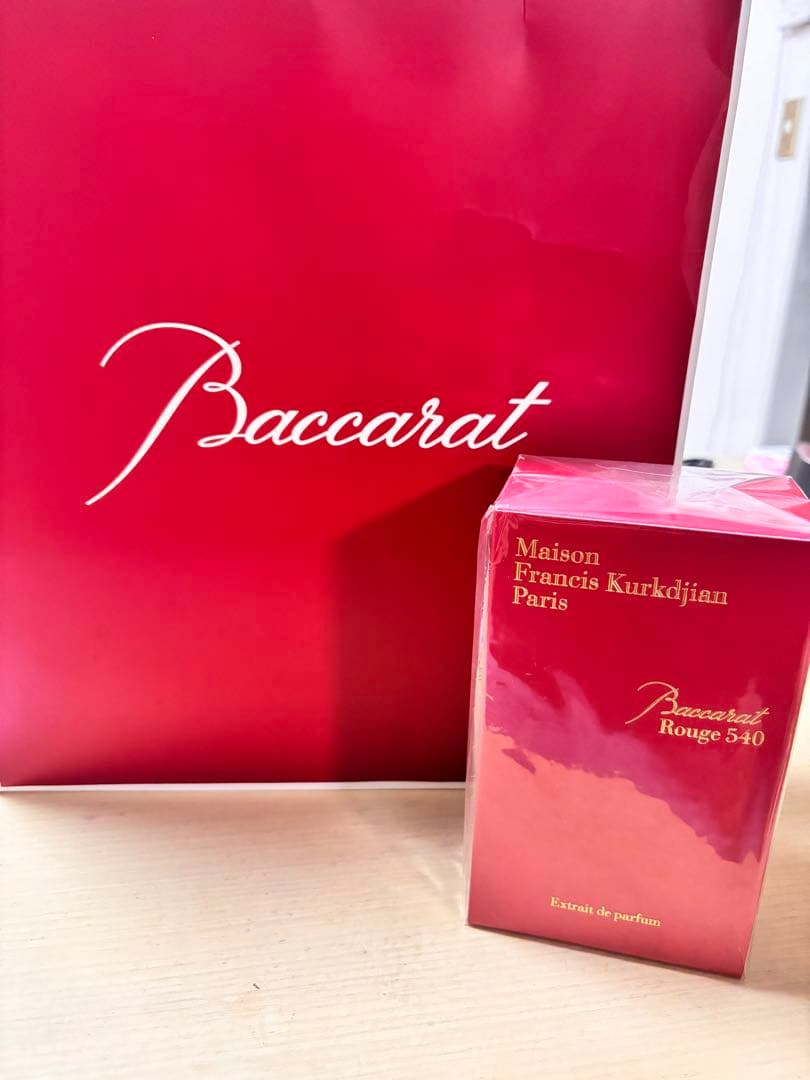 Baccarat
Maison
Francis Kurkdjian
Paris
Baccarat
Rouge 540
Extrait de parfum